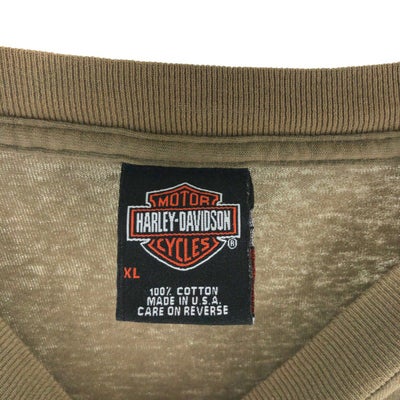 MOTOR
HARLEY-DAVIDSON
CYCLES®
XL
100% COTTON
MADE IN U.S.A.
CARE ON REVERSE